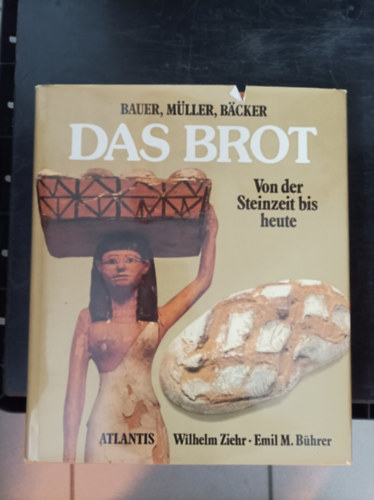 BAUER, MÜLLER, BÄCKER
DAS BROT
Von der
Steinzeit bis
heute
ATLANTIS Wilhelm Ziehr · Emil M. Bührer